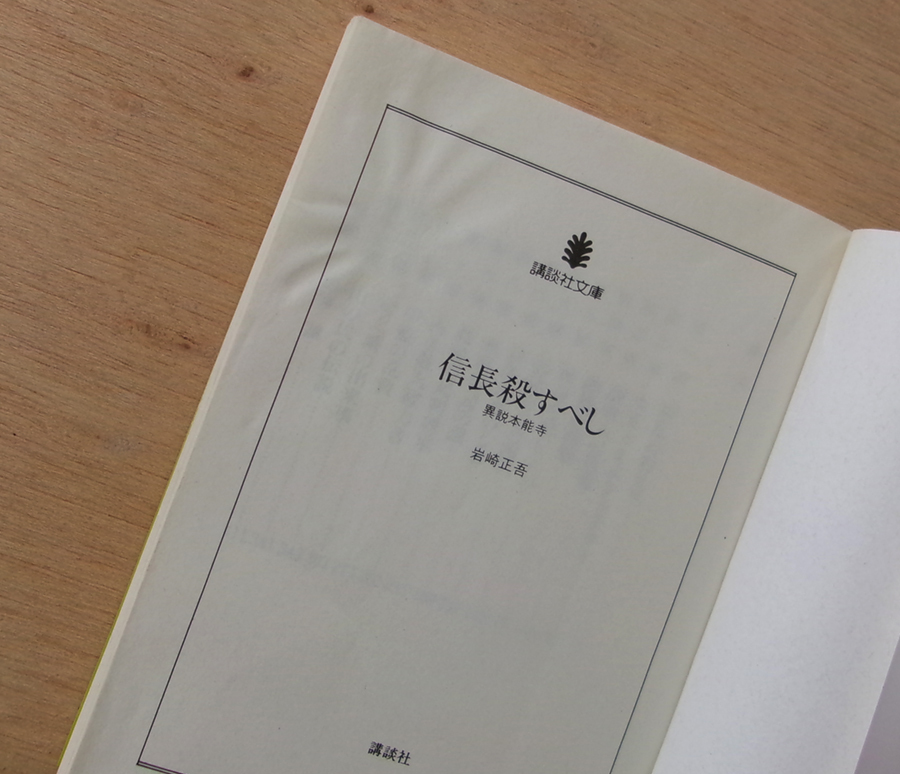 講談社文庫
信長殺すべし
異説本能寺
岩崎正吾
講談社